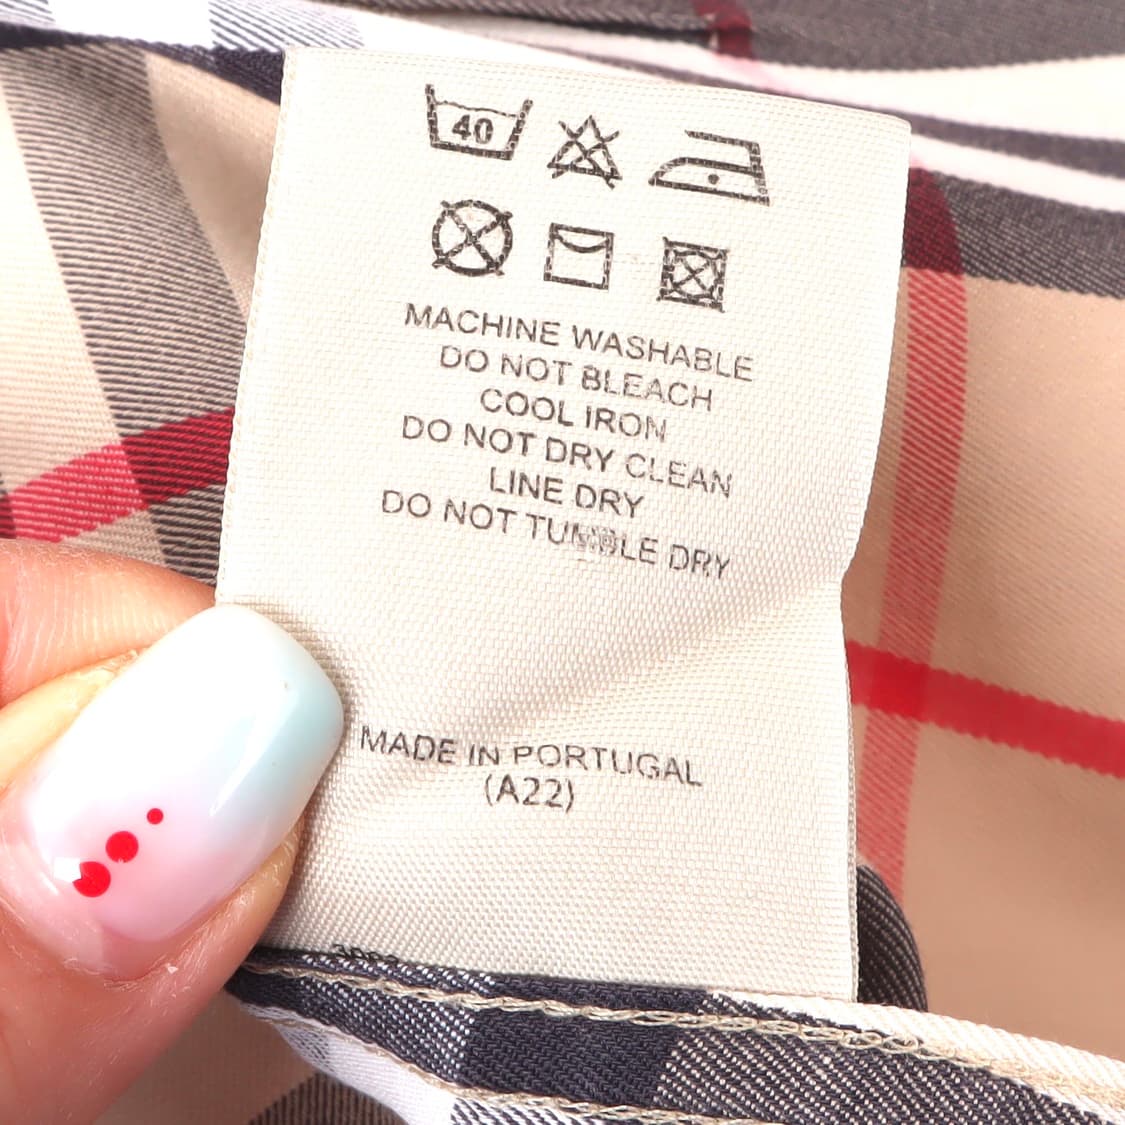 40
MACHINE WASHABLE
DO NOT BLEACH
COOL IRON
DO NOT DRY CLEAN
LINE DRY
DO NOT TUMBLE DRY
MADE IN PORTUGAL
(A22)